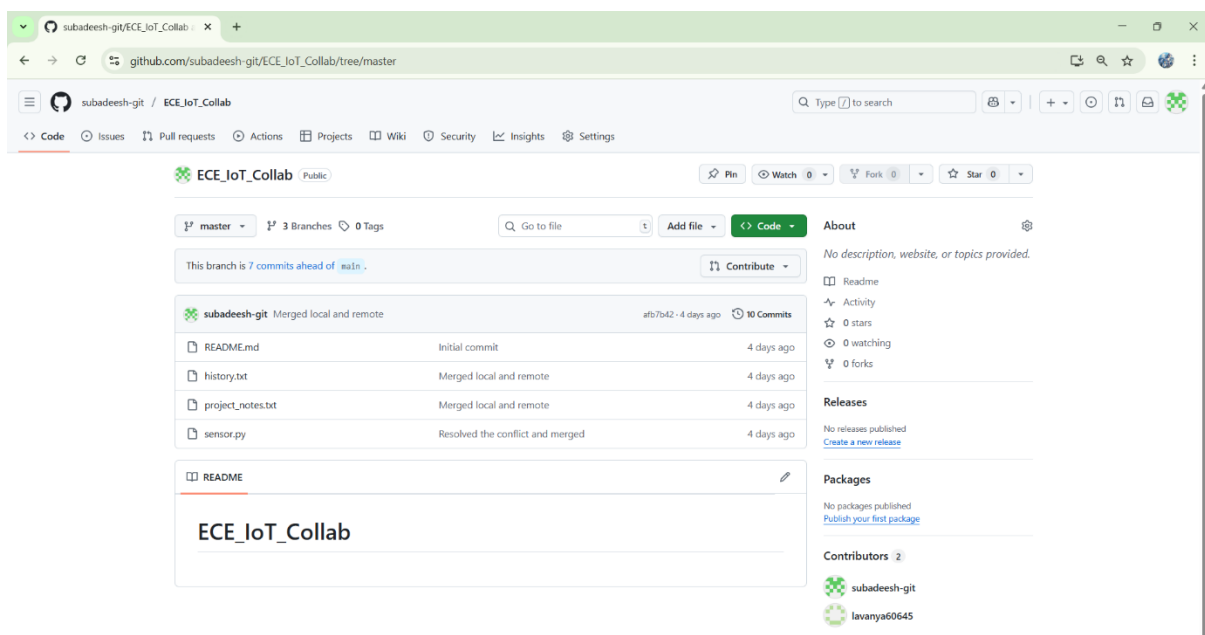 subadeesh-git/ECE_IoT_Collab
github.com/subadeesh-git/ECE_IoT_Collab/tree/master
subadeesh-git / ECE_IoT_Collab
Type / to search
Code Issues Pull requests Actions Projects Wiki Security Insights Settings
ECE_IoT_Collab Public
Pin Watch 0 Fork 0 Star 0
master 3 Branches 0 Tags
Go to file t Add file Code
This branch is 7 commits ahead of main .
Contribute
subadeesh-git Merged local and remote afb7b42 · 4 days ago 10 Commits
README.md Initial commit 4 days ago
history.txt Merged local and remote 4 days ago
project_notes.txt Merged local and remote 4 days ago
sensor.py Resolved the conflict and merged 4 days ago
README
ECE_IoT_Collab
About
No description, website, or topics provided.
Readme
Activity
0 stars
0 watching
0 forks
Releases
No releases published
Create a new release
Packages
No packages published
Publish your first package
Contributors 2
subadeesh-git
lavanya60645